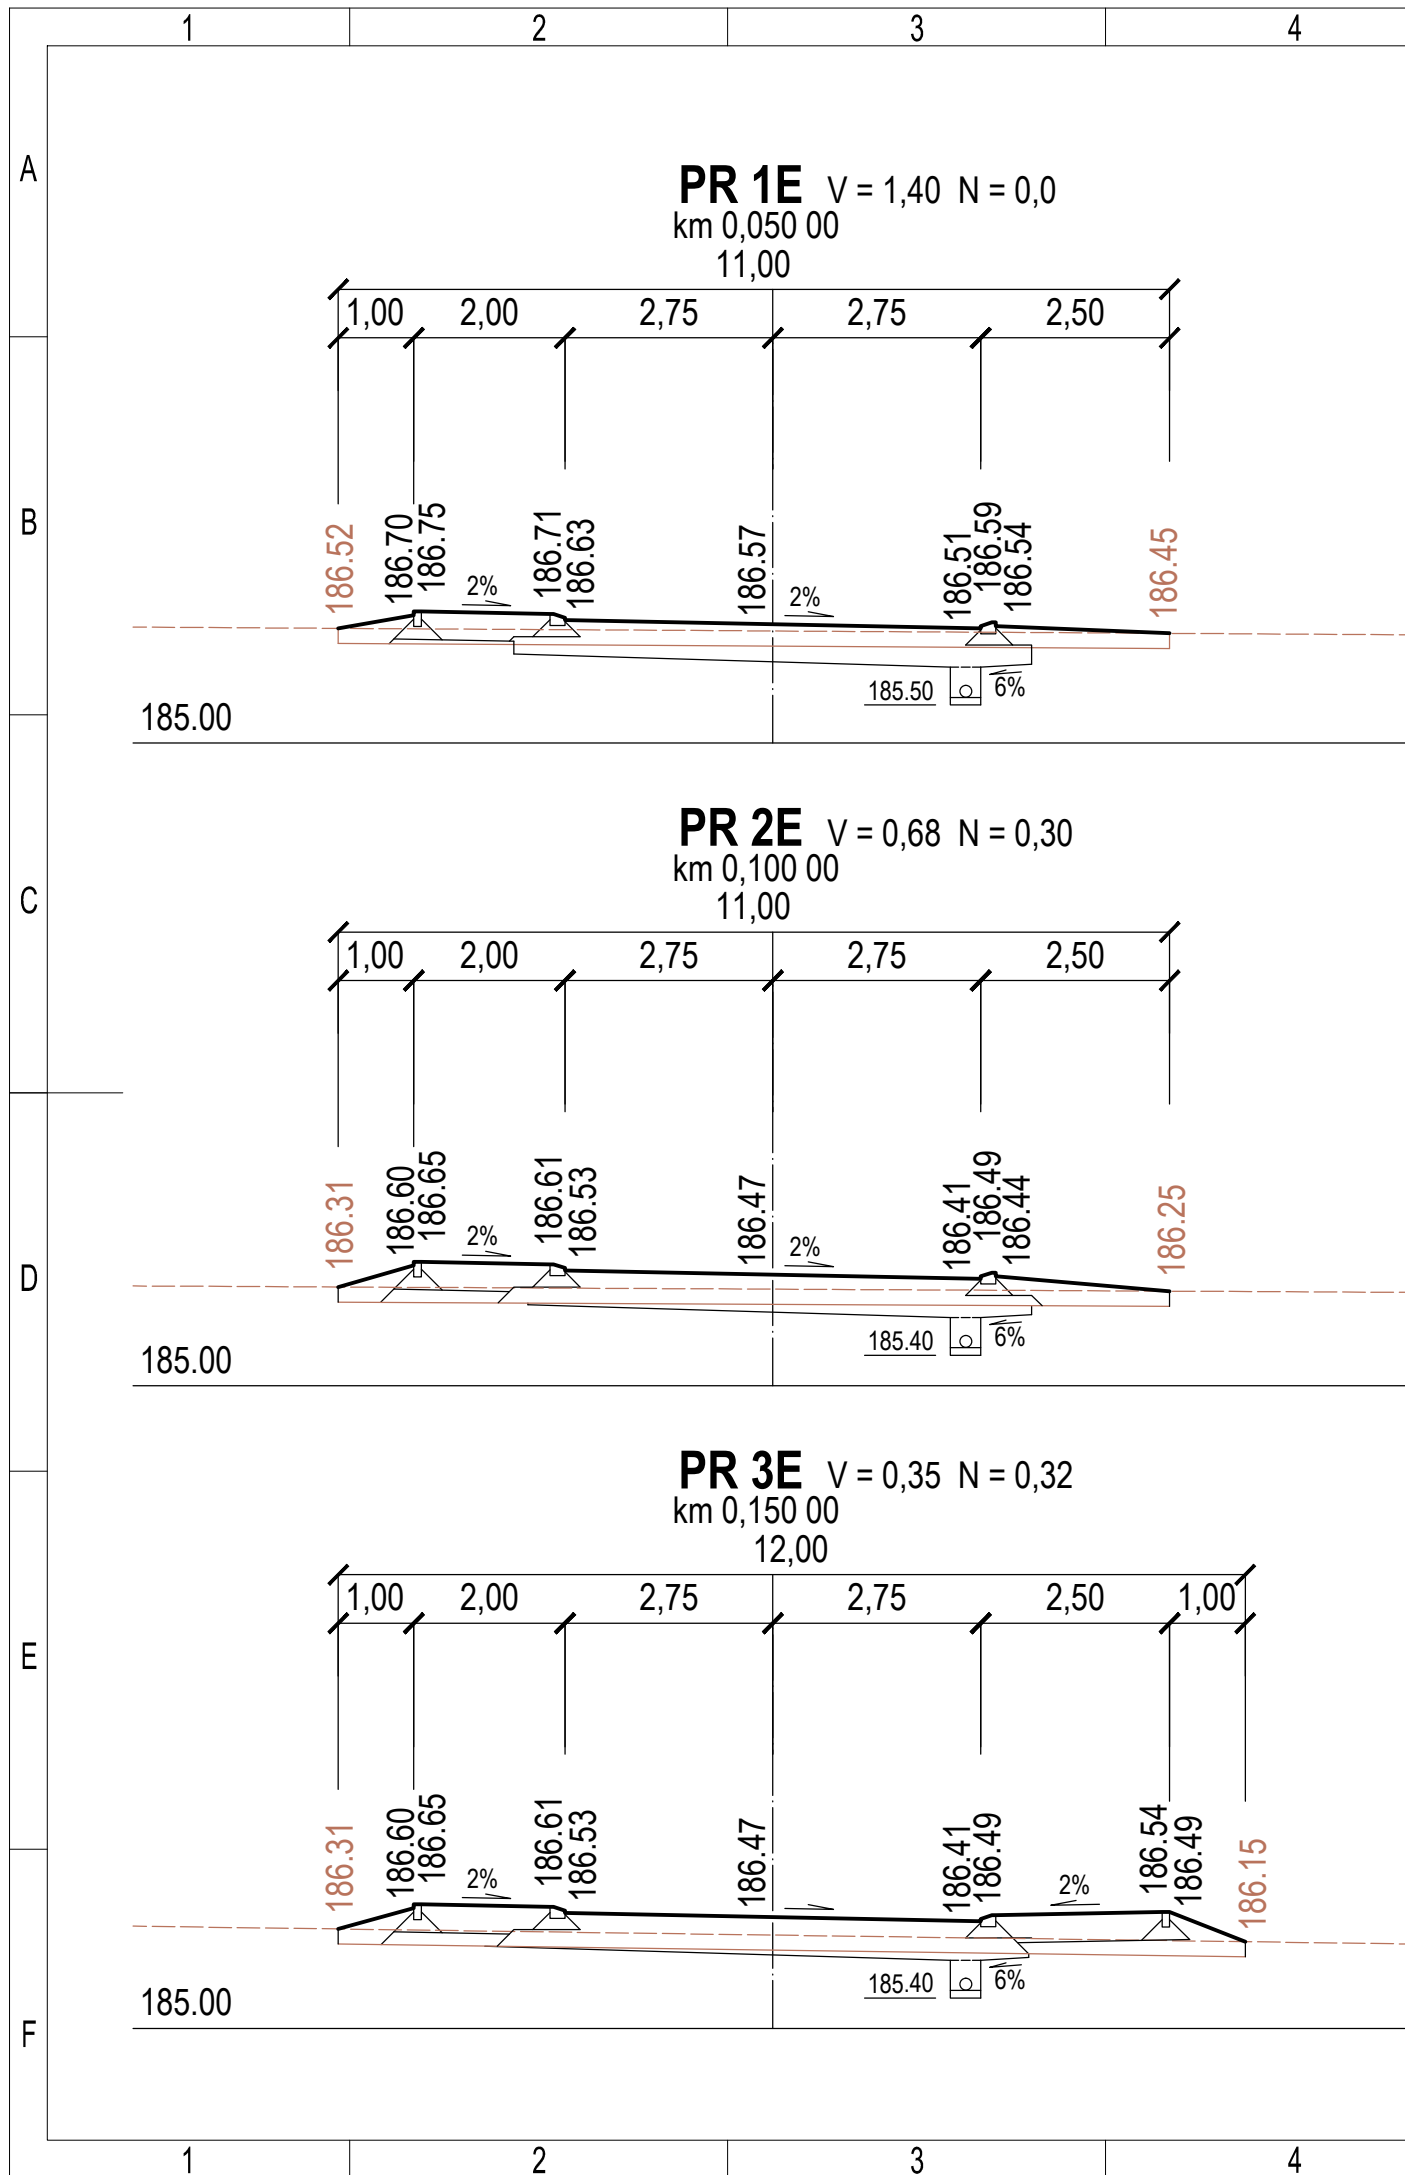 1 2 3 4
A
PR 1E V = 1,40 N = 0,0
km 0,050 00
11,00
1,00 2,00 2,75 2,75 2,50
B
186.52 186.70 186.75 186.71 186.63 186.57 186.51 186.59 186.54 186.45
2% 2%
185.50 6%
185.00
PR 2E V = 0,68 N = 0,30
km 0,100 00
C
11,00
1,00 2,00 2,75 2,75 2,50
186.31 186.60 186.65 186.61 186.53 186.47 186.41 186.49 186.44 186.25
2% 2%
D
185.40 6%
185.00
PR 3E V = 0,35 N = 0,32
km 0,150 00
12,00
1,00 2,00 2,75 2,75 2,50 1,00
E
186.31 186.60 186.65 186.61 186.53 186.47 186.41 186.49 186.54 186.49 186.15
2% 2%
185.40 6%
185.00
F
1 2 3 4